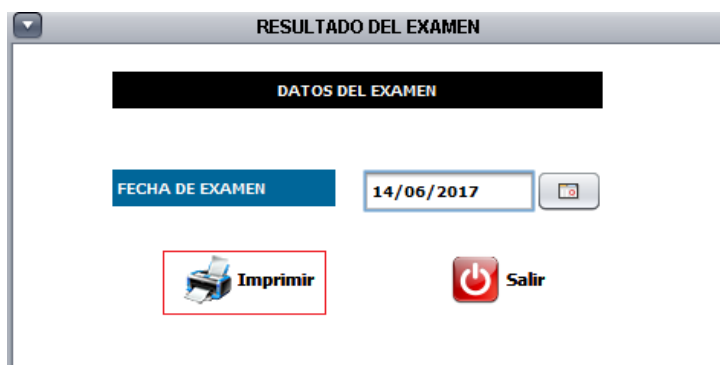 RESULTADO DEL EXAMEN
DATOS DEL EXAMEN
FECHA DE EXAMEN 14/06/2017
Imprimir Salir